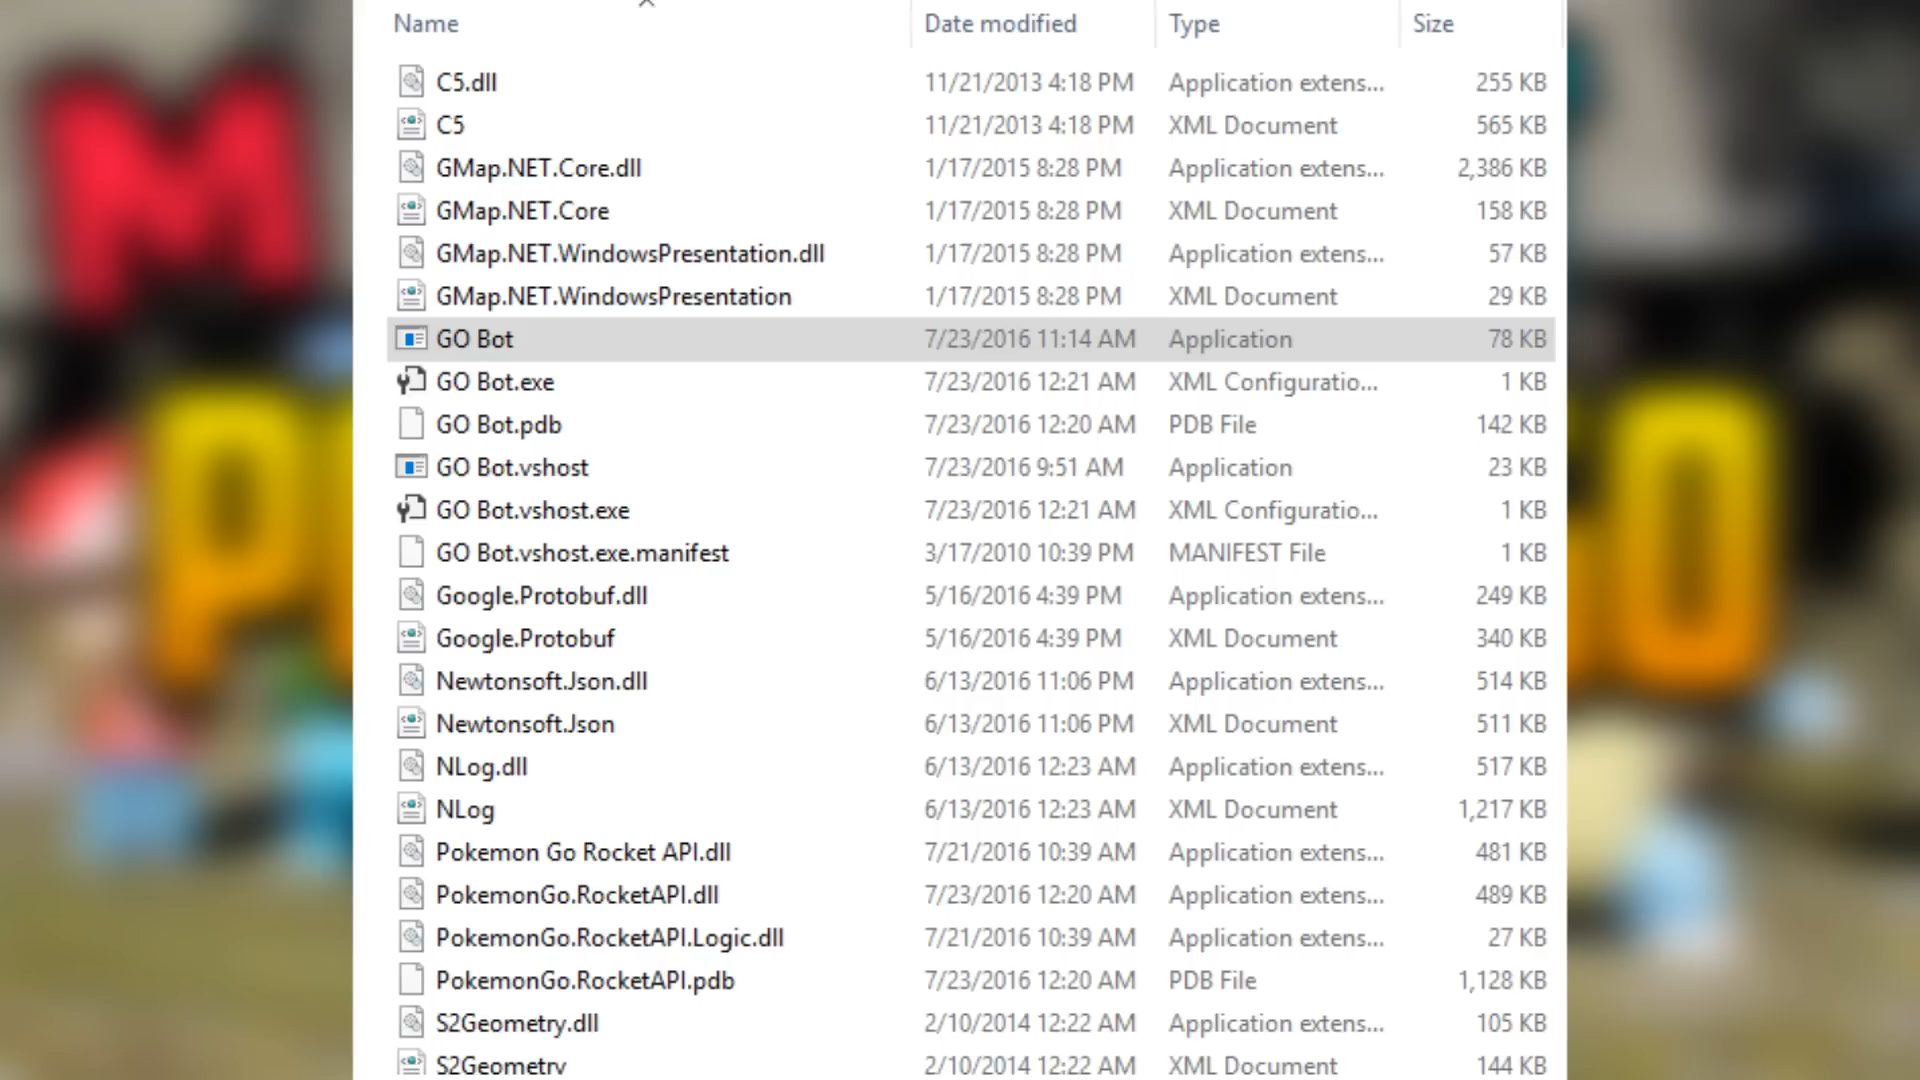 Name Date modified Type Size
C5.dll 11/21/2013 4:18 PM Application extens... 255 KB
C5 11/21/2013 4:18 PM XML Document 565 KB
GMap.NET.Core.dll 1/17/2015 8:28 PM Application extens... 2,386 KB
GMap.NET.Core 1/17/2015 8:28 PM XML Document 158 KB
GMap.NET.WindowsPresentation.dll 1/17/2015 8:28 PM Application extens... 57 KB
GMap.NET.WindowsPresentation 1/17/2015 8:28 PM XML Document 29 KB
GO Bot 7/23/2016 11:14 AM Application 78 KB
GO Bot.exe 7/23/2016 12:21 AM XML Configuratio... 1 KB
GO Bot.pdb 7/23/2016 12:20 AM PDB File 142 KB
GO Bot.vshost 7/23/2016 9:51 AM Application 23 KB
GO Bot.vshost.exe 7/23/2016 12:21 AM XML Configuratio... 1 KB
GO Bot.vshost.exe.manifest 3/17/2010 10:39 PM MANIFEST File 1 KB
Google.Protobuf.dll 5/16/2016 4:39 PM Application extens... 249 KB
Google.Protobuf 5/16/2016 4:39 PM XML Document 340 KB
Newtonsoft.Json.dll 6/13/2016 11:06 PM Application extens... 514 KB
Newtonsoft.Json 6/13/2016 11:06 PM XML Document 511 KB
NLog.dll 6/13/2016 12:23 AM Application extens... 517 KB
NLog 6/13/2016 12:23 AM XML Document 1,217 KB
Pokemon Go Rocket API.dll 7/21/2016 10:39 AM Application extens... 481 KB
PokemonGo.RocketAPI.dll 7/23/2016 12:20 AM Application extens... 489 KB
PokemonGo.RocketAPI.Logic.dll 7/21/2016 10:39 AM Application extens... 27 KB
PokemonGo.RocketAPI.pdb 7/23/2016 12:20 AM PDB File 1,128 KB
S2Geometry.dll 2/10/2014 12:22 AM Application extens... 105 KB
S2Geometry 2/10/2014 12:22 AM XML Document 144 KB